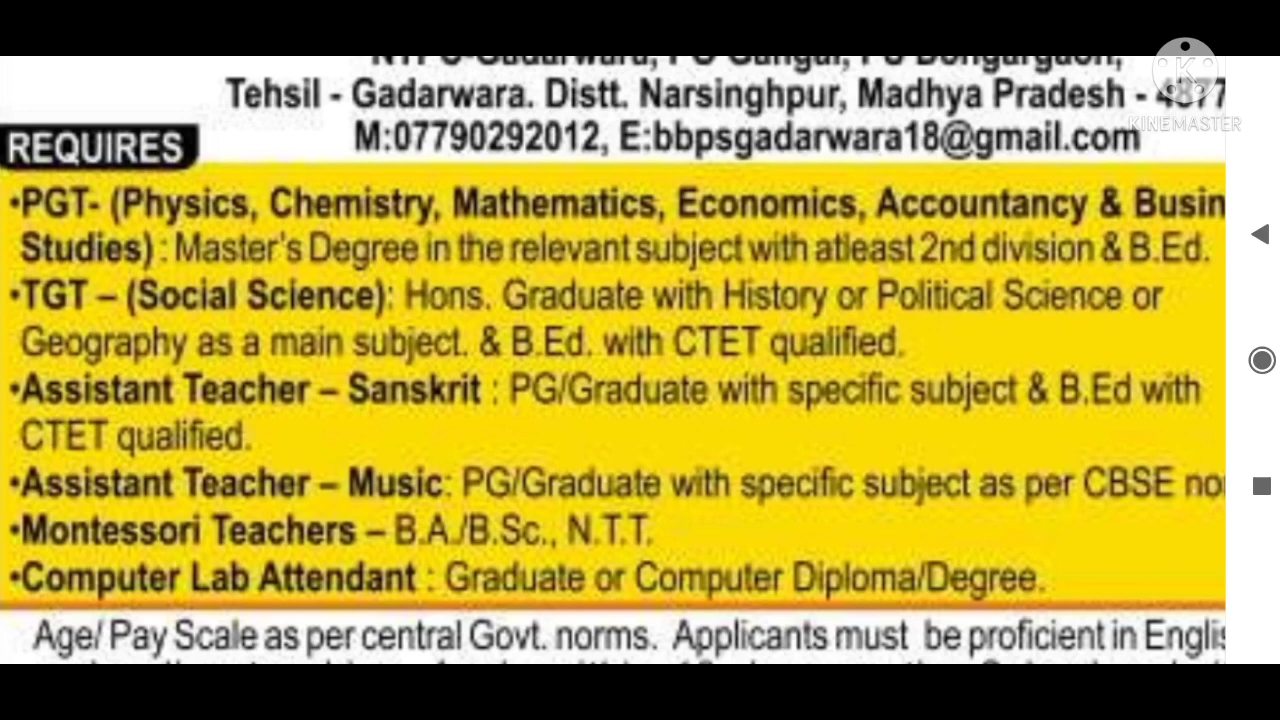 Tehsil - Gadarwara. Distt. Narsinghpur, Madhya Pradesh - 4877
M:07790292012, E:bbpsgadarwara18@gmail.com
KINEMASTER
REQUIRES
•PGT- (Physics, Chemistry, Mathematics, Economics, Accountancy & Busin
Studies) : Master's Degree in the relevant subject with atleast 2nd division & B.Ed.
•TGT – (Social Science): Hons. Graduate with History or Political Science or
Geography as a main subject. & B.Ed. with CTET qualified.
•Assistant Teacher – Sanskrit : PG/Graduate with specific subject & B.Ed with
CTET qualified.
•Assistant Teacher – Music: PG/Graduate with specific subject as per CBSE no
•Montessori Teachers – B.A./B.Sc., N.T.T.
•Computer Lab Attendant : Graduate or Computer Diploma/Degree.
Age/ Pay Scale as per central Govt. norms. Applicants must be proficient in Englis